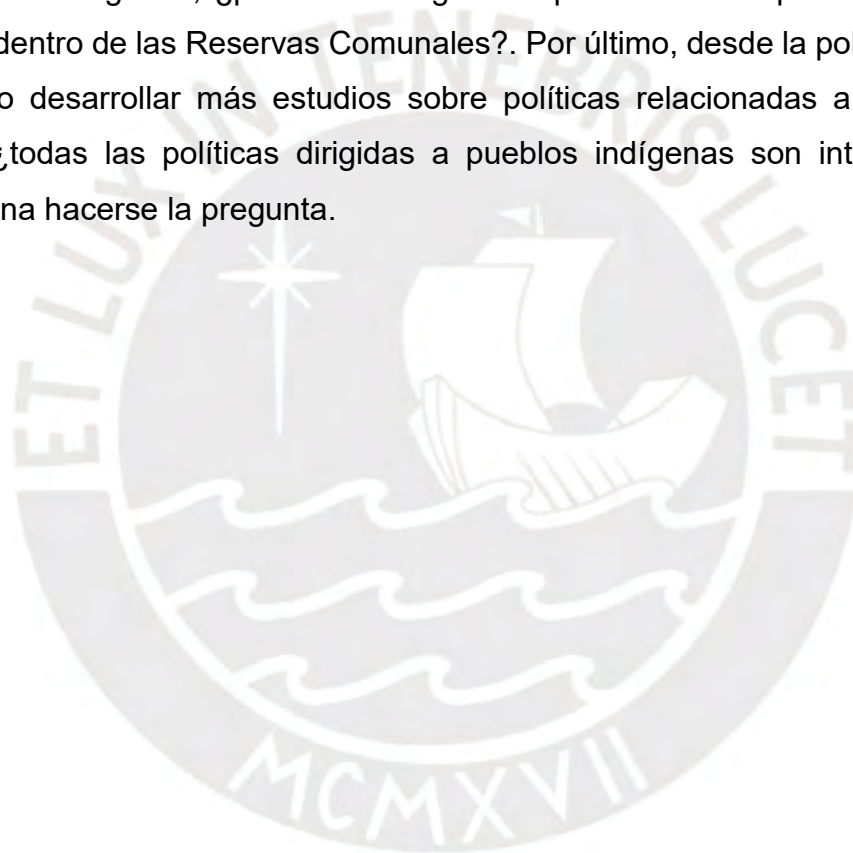 dentro de las Reservas Comunales?. Por último, desde la pol
o desarrollar más estudios sobre políticas relacionadas a
¿todas las políticas dirigidas a pueblos indígenas son int
na hacerse la pregunta.
ET LUX IN TENEBRIS LUCET
MCMXVII